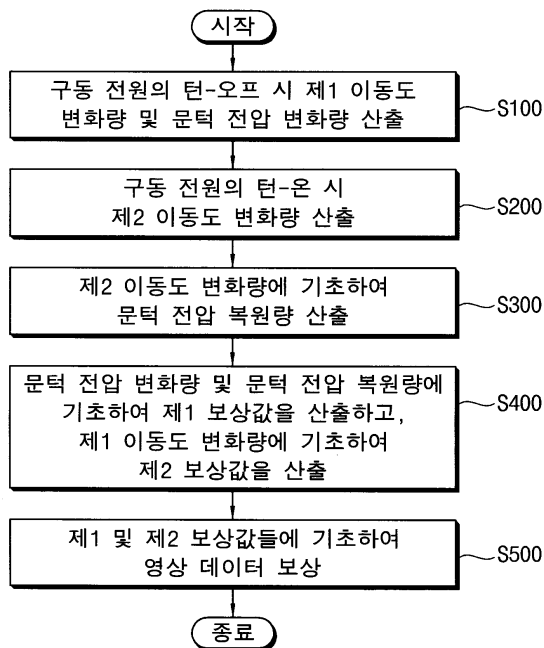 시작
구동 전원의 턴-오프 시 제1 이동도
변화량 및 문턱 전압 변화량 산출
S100
구동 전원의 턴-온 시
제2 이동도 변화량 산출
S200
제2 이동도 변화량에 기초하여
문턱 전압 복원량 산출
S300
문턱 전압 변화량 및 문턱 전압 복원량에
기초하여 제1 보상값을 산출하고,
제1 이동도 변화량에 기초하여
제2 보상값을 산출
S400
제1 및 제2 보상값들에 기초하여
영상 데이터 보상
S500
종료